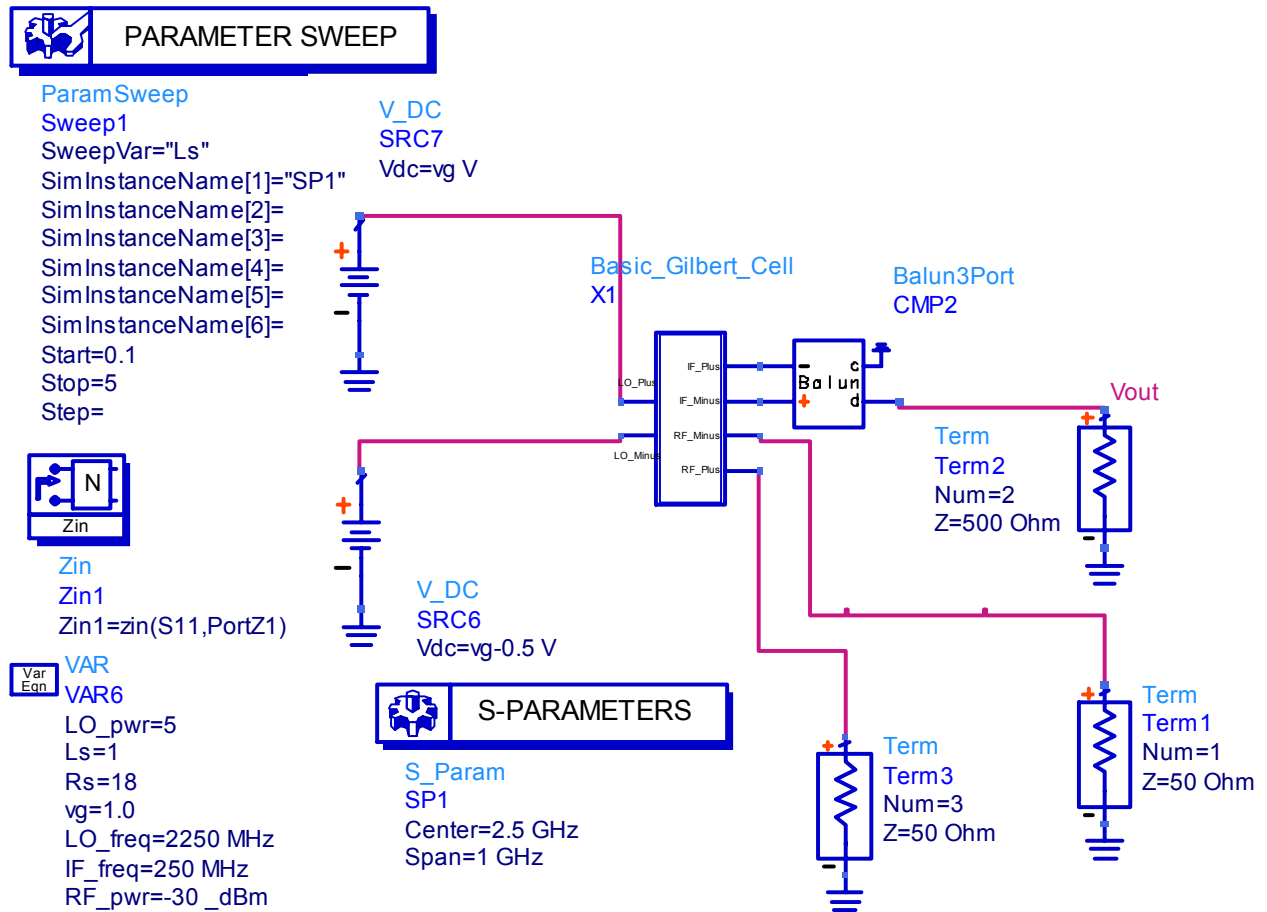 PARAMETER SWEEP
ParamSweep
Sweep1
SweepVar="Ls"
SimInstanceName[1]="SP1"
SimInstanceName[2]=
SimInstanceName[3]=
SimInstanceName[4]=
SimInstanceName[5]=
SimInstanceName[6]=
Start=0.1
Stop=5
Step=
V_DC
SRC7
Vdc=vg V
Basic_Gilbert_Cell
X1
LO_Plus
LO_Minus
IF_Plus
IF_Minus
RF_Minus
RF_Plus
Balun3Port
CMP2
Balun
c
d
Vout
Term
Term2
Num=2
Z=500 Ohm
N
Zin
Zin
Zin1
Zin1=zin(S11,PortZ1)
V_DC
SRC6
Vdc=vg-0.5 V
Var
Eqn
VAR
VAR6
LO_pwr=5
Ls=1
Rs=18
vg=1.0
LO_freq=2250 MHz
IF_freq=250 MHz
RF_pwr=-30 _dBm
S-PARAMETERS
S_Param
SP1
Center=2.5 GHz
Span=1 GHz
Term
Term3
Num=3
Z=50 Ohm
Term
Term1
Num=1
Z=50 Ohm